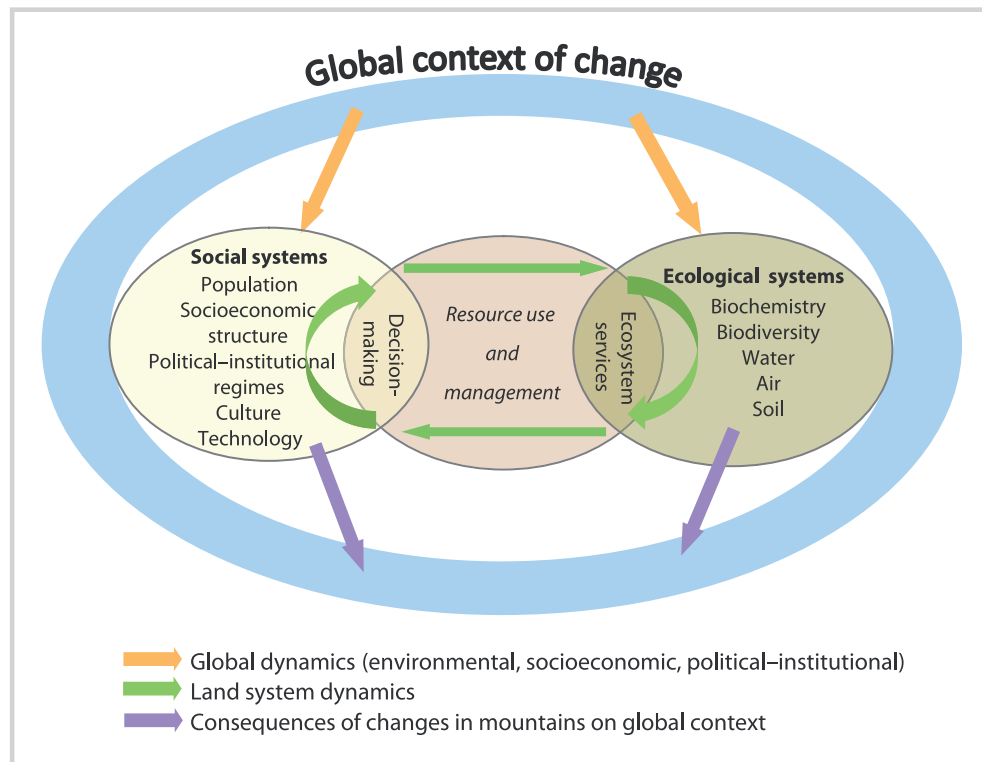 Global context of change
Social systems
Population
Socioeconomic
structure
Political–institutional
regimes
Culture
Technology
Decision-
making
Resource use
and
management
Ecosystem
services
Ecological systems
Biochemistry
Biodiversity
Water
Air
Soil
Global dynamics (environmental, socioeconomic, political–institutional)
Land system dynamics
Consequences of changes in mountains on global context